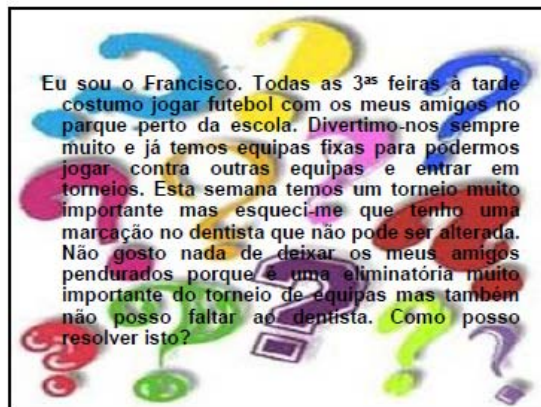 Eu sou o Francisco. Todas as 3ᵃˢ feiras à tarde
costumo jogar futebol com os meus amigos no
parque perto da escola. Divertimo-nos sempre
muito e já temos equipas fixas para podermos
jogar contra outras equipas e entrar em
torneios. Esta semana temos um torneio muito
importante mas esqueci-me que tenho uma
marcação no dentista que não pode ser alterada.
Não gosto nada de deixar os meus amigos
pendurados porque é uma eliminatória muito
importante do torneio de equipas mas também
não posso faltar ao dentista. Como posso
resolver isto?